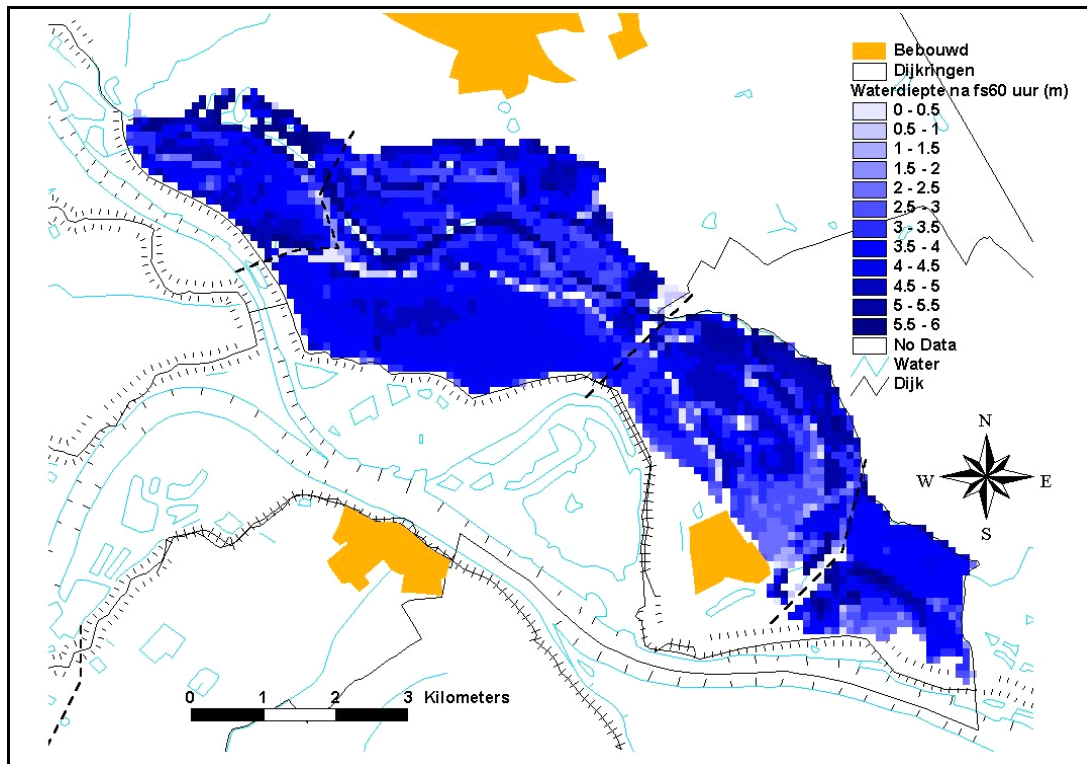 Bebouwd
Dijkringen
Waterdiepte na fs60 uur (m)
0 - 0.5
0.5 - 1
1 - 1.5
1.5 - 2
2 - 2.5
2.5 - 3
3 - 3.5
3.5 - 4
4 - 4.5
4.5 - 5
5 - 5.5
5.5 - 6
No Data
Water
Dijk
N
W E
S
0 1 2 3 Kilometers